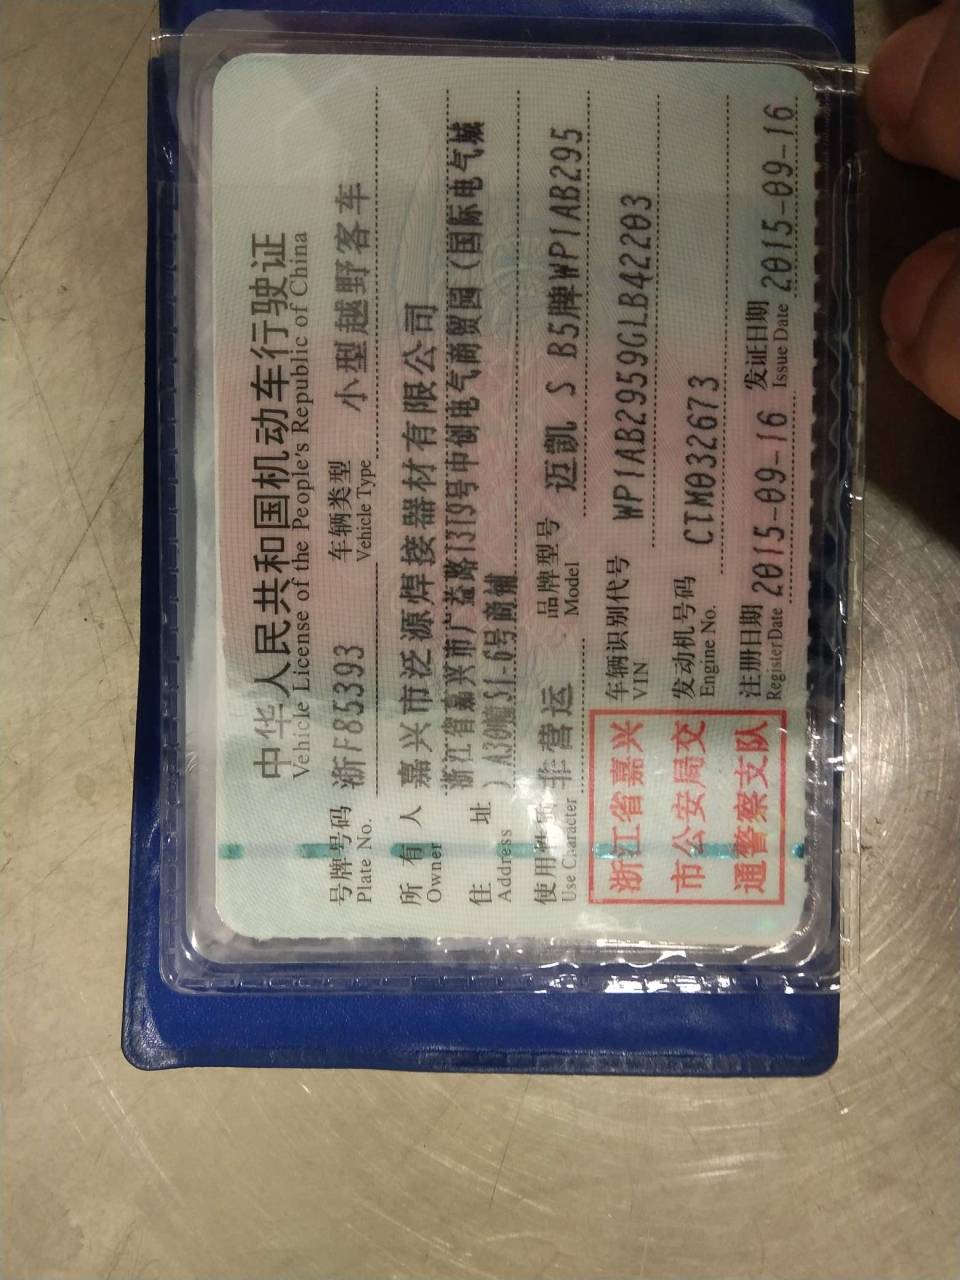 中华人民共和国机动车行驶证
Vehicle License of the People's Republic of China
号牌号码 浙F85393 车辆类型 小型越野客车
Plate No. Vehicle Type
所有人 嘉兴市泛源焊接器材有限公司
Owner
住址 浙江省嘉兴市广益路1319号中创电气商贸园(国际电气城
)A30幢S1-6号商铺
Address
使用性质 非营运 品牌型号 迈凯 S B5牌WP1AB295
Use Character Model
浙江省嘉兴
市公安局交
通警察支队
车辆识别代号 WP1AB2959GLB42203
VIN
发动机号码 CTM032673
Engine No.
注册日期 2015-09-16 发证日期 2015-09-16
Register Date Issue Date